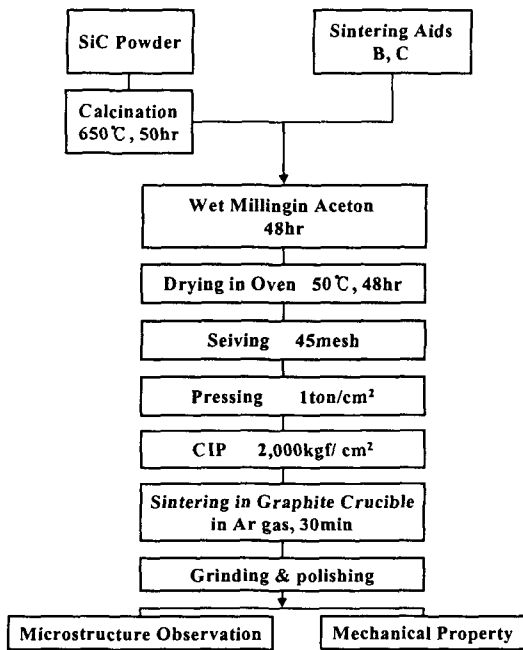 SiC Powder
Sintering Aids
B, C
Calcination
650℃, 50hr
Wet Millingin Aceton
48hr
Drying in Oven 50℃, 48hr
Seiving 45mesh
Pressing 1ton/cm²
CIP 2,000kgf/ cm²
Sintering in Graphite Crucible
in Ar gas, 30min
Grinding & polishing
Microstructure Observation
Mechanical Property